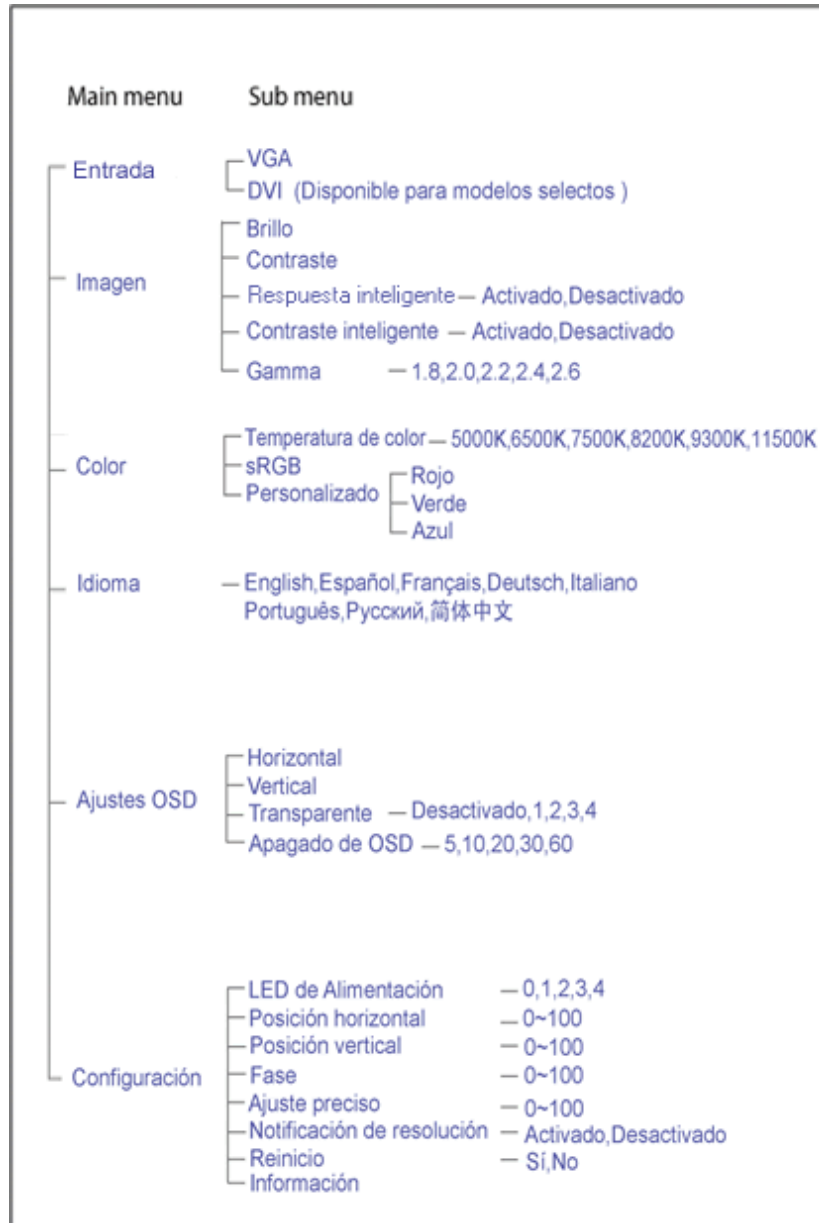 Main menu Sub menu
Entrada
VGA
DVI (Disponible para modelos selectos )
Imagen
Brillo
Contraste
Respuesta inteligente — Activado,Desactivado
Contraste inteligente — Activado,Desactivado
Gamma — 1.8,2.0,2.2,2.4,2.6
Color
Temperatura de color — 5000K,6500K,7500K,8200K,9300K,11500K
sRGB
Personalizado
Rojo
Verde
Azul
Idioma — English,Español,Français,Deutsch,Italiano
Português,Русский,简体中文
Ajustes OSD
Horizontal
Vertical
Transparente — Desactivado,1,2,3,4
Apagado de OSD — 5,10,20,30,60
Configuración
LED de Alimentación — 0,1,2,3,4
Posición horizontal — 0~100
Posición vertical — 0~100
Fase — 0~100
Ajuste preciso — 0~100
Notificación de resolución — Activado,Desactivado
Reinicio — Sí,No
Información